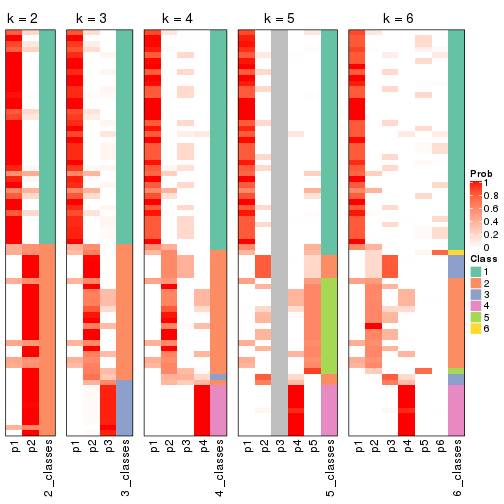 k = 2
k = 3
k = 4
k = 5
k = 6
p1
p2
2_classes
p1
p2
p3
3_classes
p1
p2
p3
p4
4_classes
p1
p2
p3
p4
p5
5_classes
p1
p2
p3
p4
p5
p6
6_classes
Prob
1
0.8
0.6
0.4
0.2
0
Class
1
2
3
4
5
6